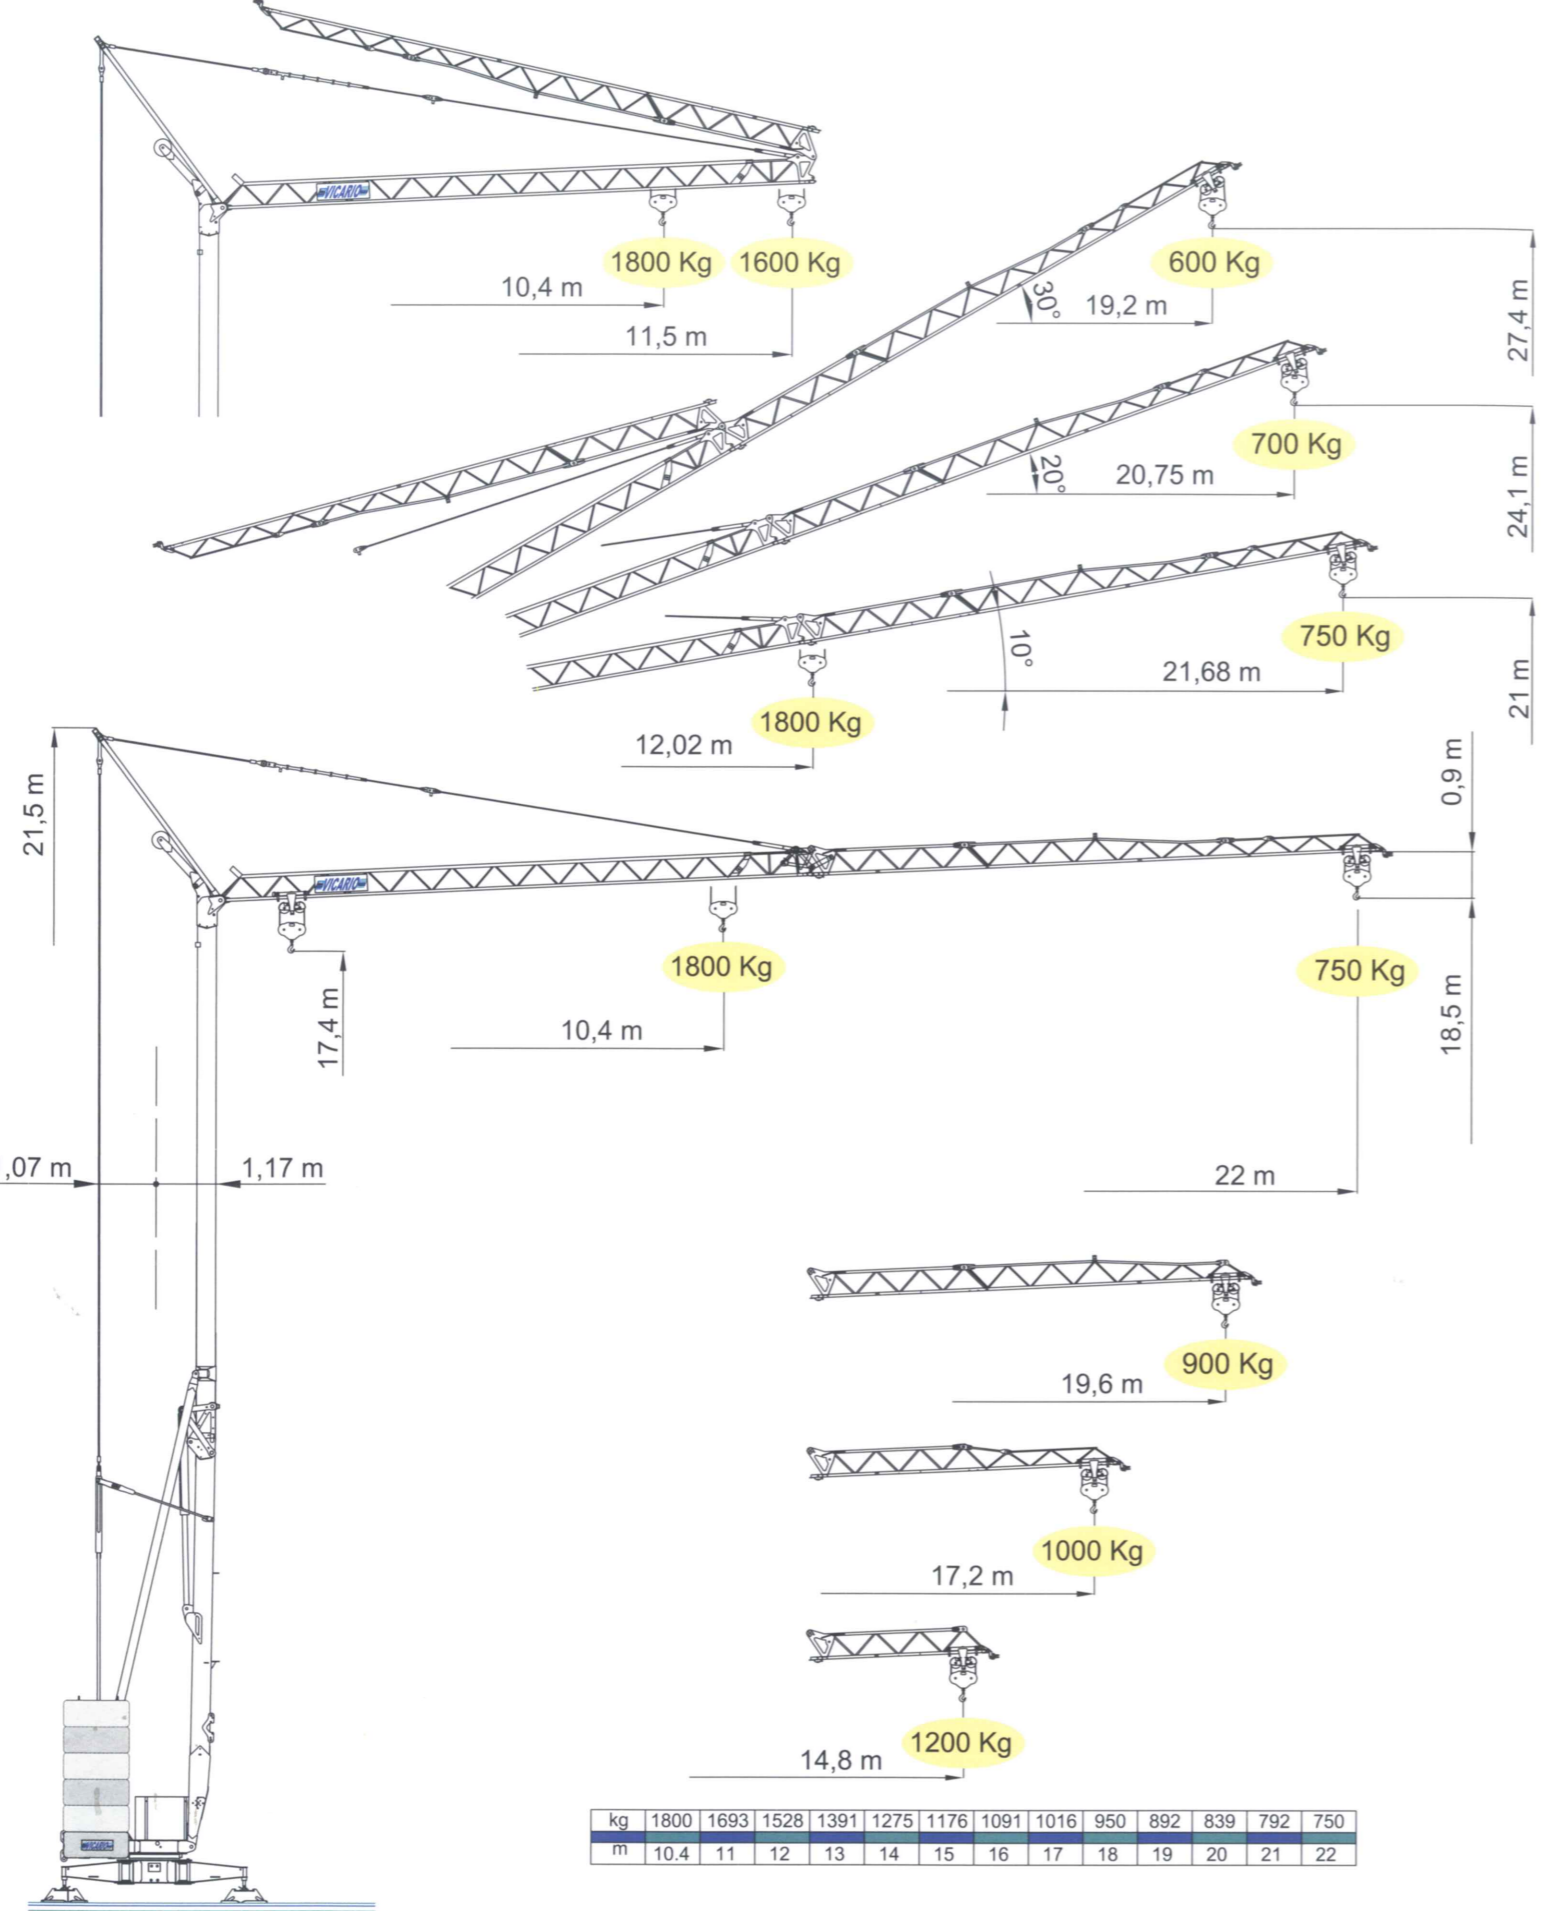 VICARIO
1800 Kg 1600 Kg
10,4 m
11,5 m
600 Kg
30°
19,2 m
27,4 m
700 Kg
20°
20,75 m
24,1 m
750 Kg
10°
21,68 m
21 m
1800 Kg
12,02 m
21,5 m
0,9 m
VICARIO
1800 Kg
750 Kg
17,4 m
10,4 m
18,5 m
,07 m
1,17 m
22 m
900 Kg
19,6 m
1000 Kg
17,2 m
1200 Kg
14,8 m
kg 1800 1693 1528 1391 1275 1176 1091 1016 950 892 839 792 750
m 10.4 11 12 13 14 15 16 17 18 19 20 21 22
VICARIO